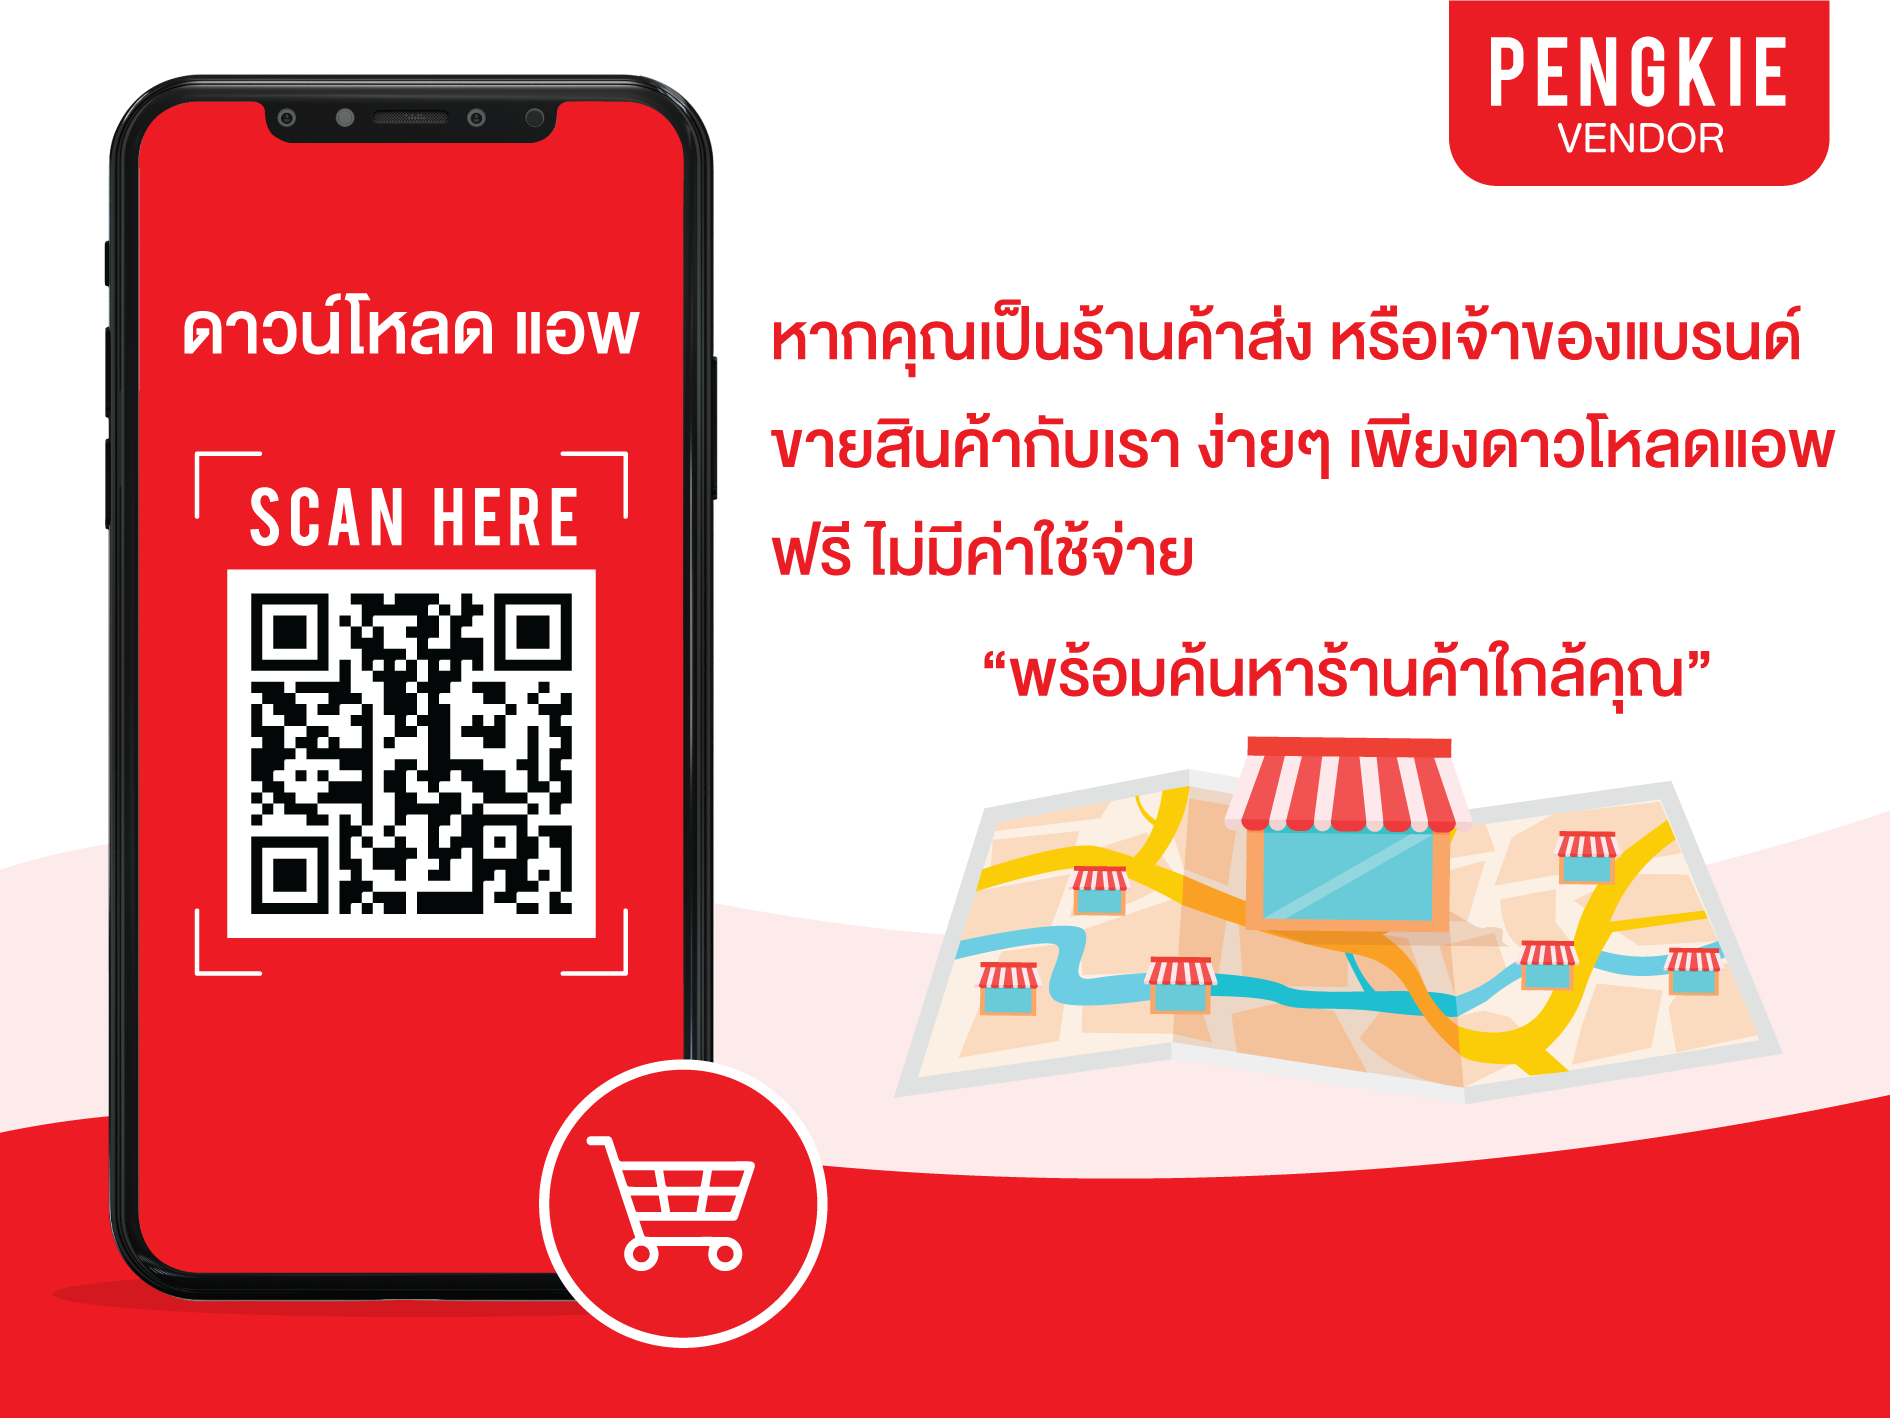 PENGKIE
VENDOR
ดาวน์โหลด แอพ
SCAN HERE
หากคุณเป็นร้านค้าส่ง หรือเจ้าของแบรนด์
ขายสินค้ากับเรา ง่ายๆ เพียงดาวโหลดแอพ
ฟรี ไม่มีค่าใช้จ่าย
“พร้อมค้นหาร้านค้าใกล้คุณ”